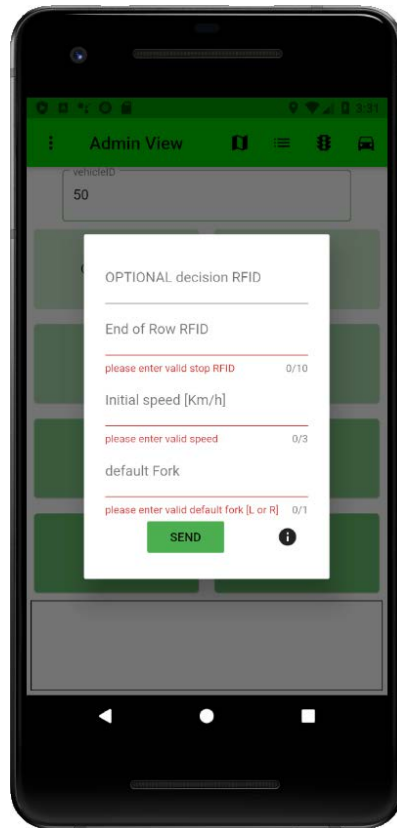 3:31
Admin View
vehicleID
50
OPTIONAL decision RFID
End of Row RFID
please enter valid stop RFID 0/10
Initial speed [Km/h]
please enter valid speed 0/3
default Fork
please enter valid default fork [L or R] 0/1
SEND